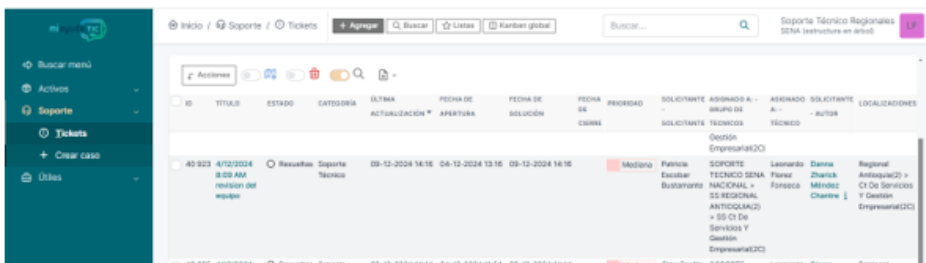 mi ayuda TIC
Inicio / Soporte / Tickets
+ Agregar
Buscar
Listas
Kanban global
Buscar...
Soporte Técnico Regionales
SENA (estructura en árbol)
LF
Buscar menú
Activos
Soporte
Tickets
+ Crear caso
Útiles
Acciones
ID TÍTULO ESTADO CATEGORÍA ÚLTIMA ACTUALIZACIÓN FECHA DE APERTURA FECHA DE SOLUCIÓN FECHA DE CIERRE PRIORIDAD SOLICITANTE - SOLICITANTE ASIGNADO A: - GRUPO DE TÉCNICOS ASIGNADO A: - TÉCNICO SOLICITANTE - AUTOR LOCALIZACIONES
Gestión
Empresarial(2C)
40 923 4/12/2024 Resueltas Soporte 09-12-2024 14:16 04-12-2024 13:16 09-12-2024 14:16 Mediana Patricia SOPORTE Leonardo Danna Regional
8:09 AM Técnico Escobar TECNICO SENA Florez Zharick Antioquia(2) >
revision del Bustamante NACIONAL > Fonseca Méndez Ct De Servicios
equipo SS REGIONAL Chantre i Y Gestión
ANTIOQUIA(2) Empresarial(2C)
> SS Ct De
Servicios Y
Gestión
Empresarial(2C)